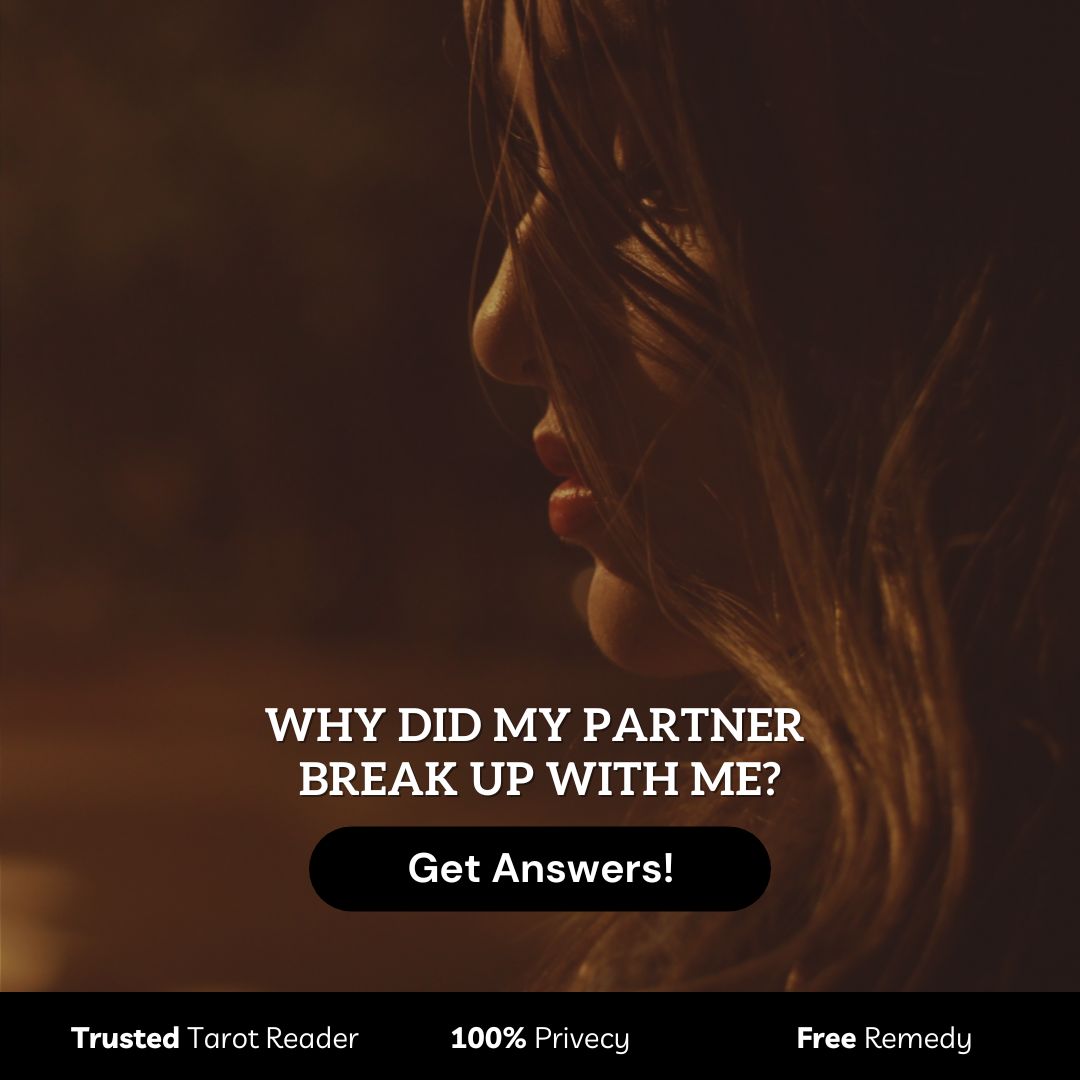 WHY DID MY PARTNER
BREAK UP WITH ME?
Get Answers!
Trusted Tarot Reader
100% Privecy
Free Remedy